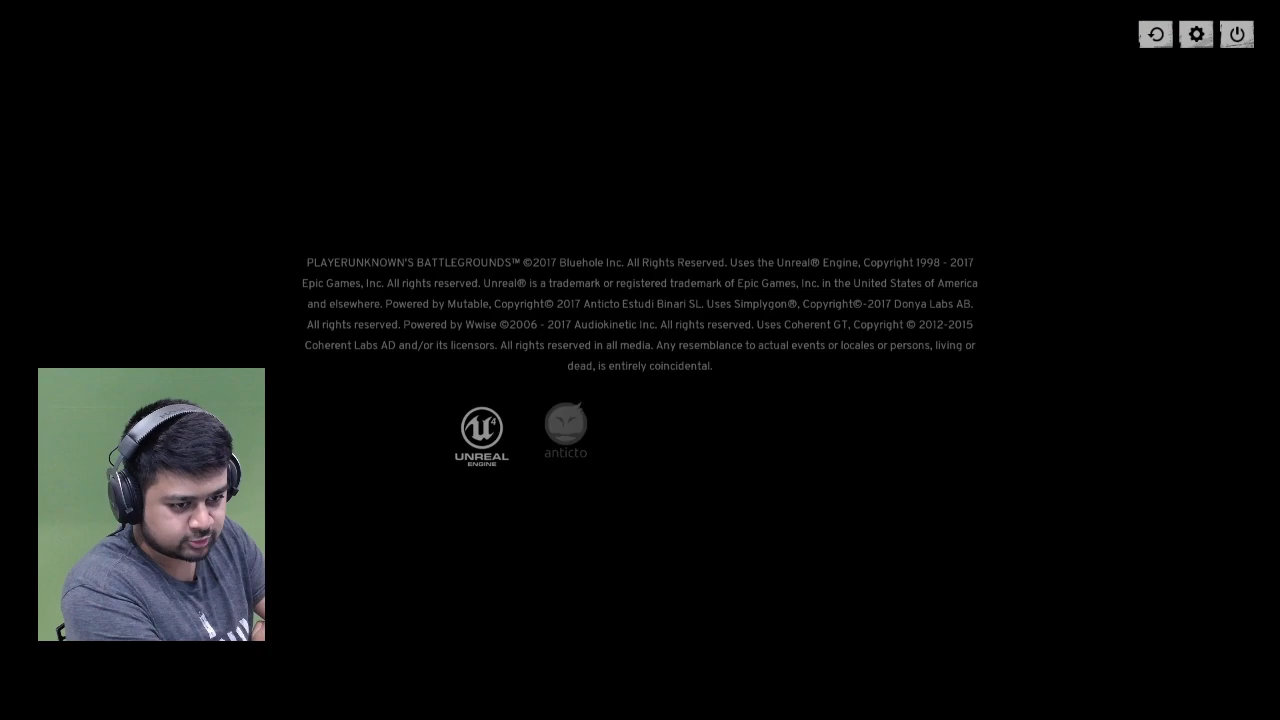 PLAYERUNKNOWN'S BATTLEGROUNDS™ ©2017 Bluehole Inc. All Rights Reserved. Uses the Unreal® Engine, Copyright 1998 - 2017
Epic Games, Inc. All rights reserved. Unreal® is a trademark or registered trademark of Epic Games, Inc. in the United States of America
and elsewhere. Powered by Mutable, Copyright© 2017 Anticto Estudi Binari SL. Uses Simplygon®, Copyright©-2017 Donya Labs AB.
All rights reserved. Powered by Wwise ©2006 - 2017 Audiokinetic Inc. All rights reserved. Uses Coherent GT, Copyright © 2012-2015
Coherent Labs AD and/or its licensors. All rights reserved in all media. Any resemblance to actual events or locales or persons, living or
dead, is entirely coincidental.
UNREAL
ENGINE
anticto